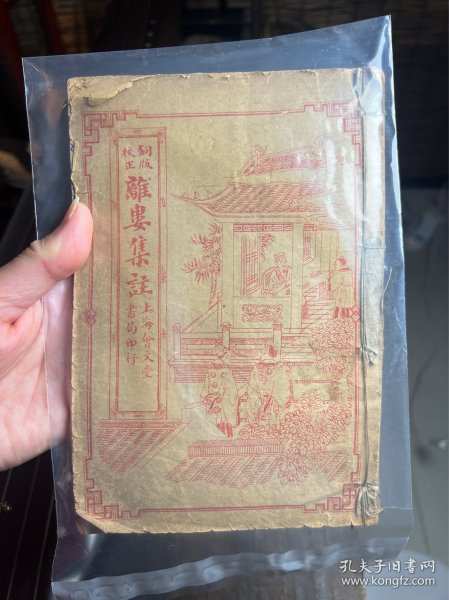 銅版
校正
離婁集註
上海會文堂
書局印行
孔夫子旧书网
www.kongfz.com